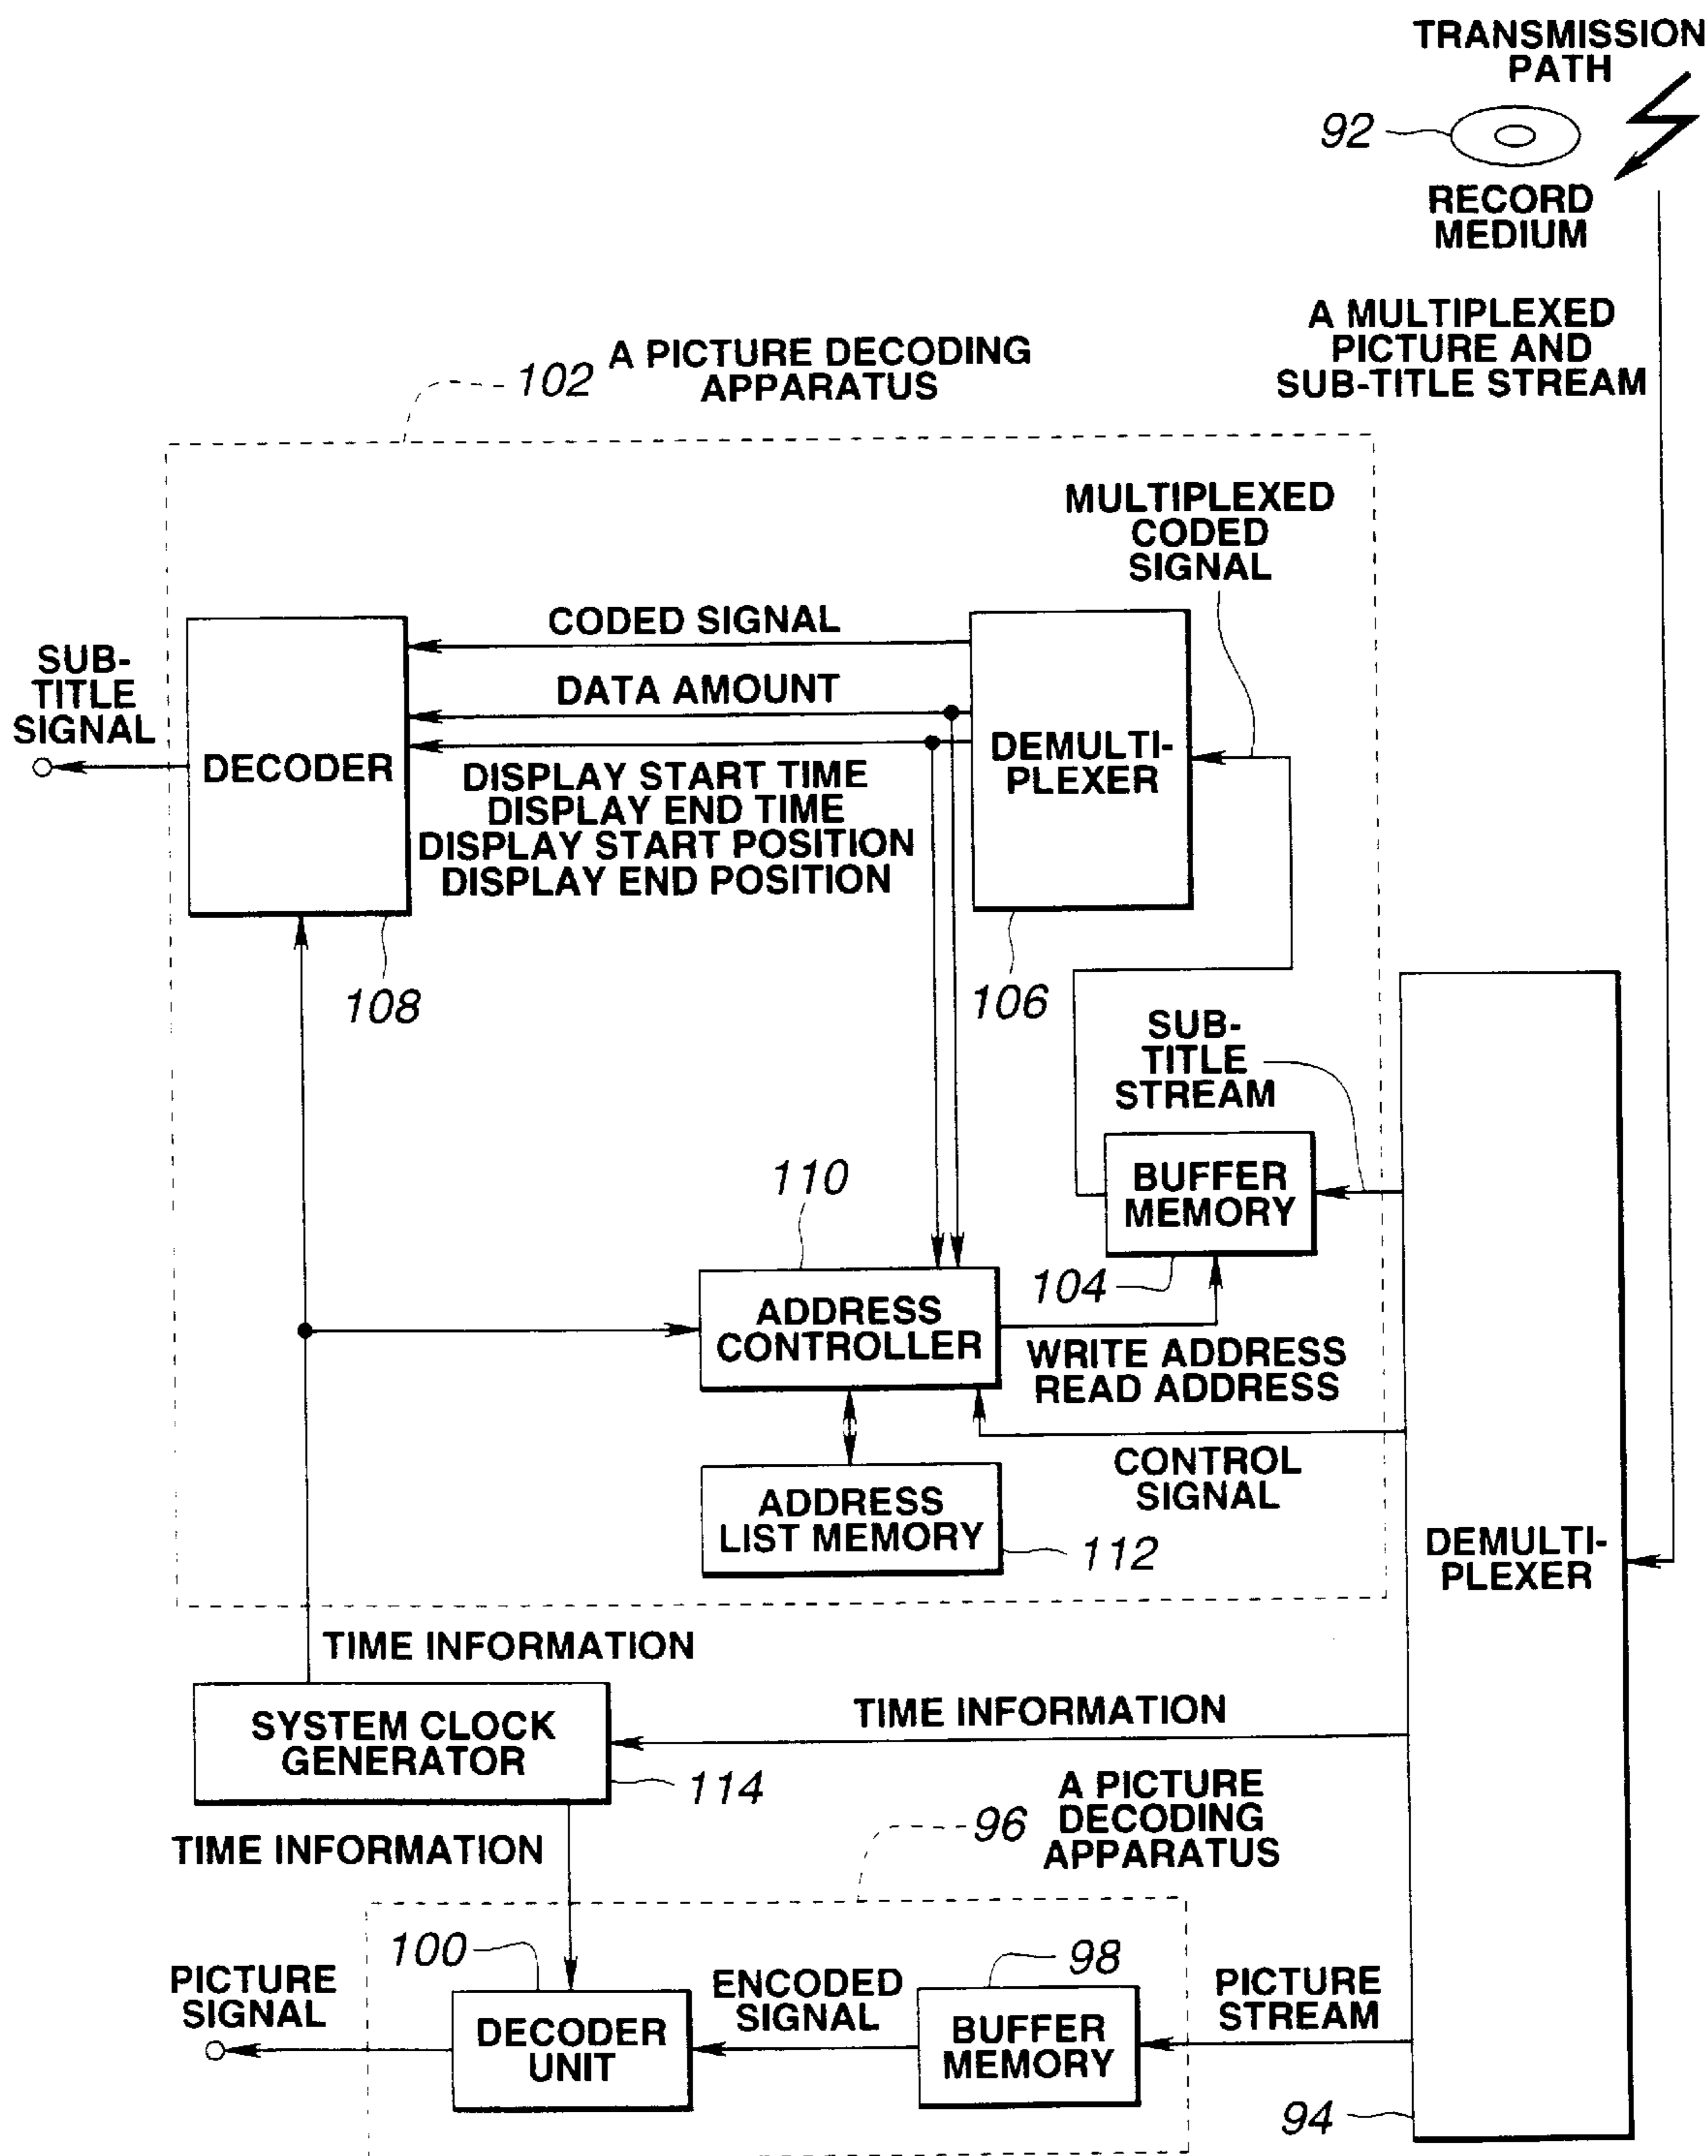 TRANSMISSION
PATH
92
RECORD
MEDIUM
A MULTIPLEXED
PICTURE AND
SUB-TITLE STREAM
102
A PICTURE DECODING
APPARATUS
MULTIPLEXED
CODED
SIGNAL
CODED SIGNAL
SUB-
TITLE
SIGNAL
DATA AMOUNT
DECODER
DEMULTI-
PLEXER
DISPLAY START TIME
DISPLAY END TIME
DISPLAY START POSITION
DISPLAY END POSITION
108
106
SUB-
TITLE
STREAM
110
BUFFER
MEMORY
104
ADDRESS
CONTROLLER
WRITE ADDRESS
READ ADDRESS
CONTROL
SIGNAL
ADDRESS
LIST MEMORY
112
DEMULTI-
PLEXER
TIME INFORMATION
SYSTEM CLOCK
GENERATOR
114
TIME INFORMATION
TIME INFORMATION
96
A PICTURE
DECODING
APPARATUS
100
98
PICTURE
SIGNAL
DECODER
UNIT
ENCODED
SIGNAL
BUFFER
MEMORY
PICTURE
STREAM
94